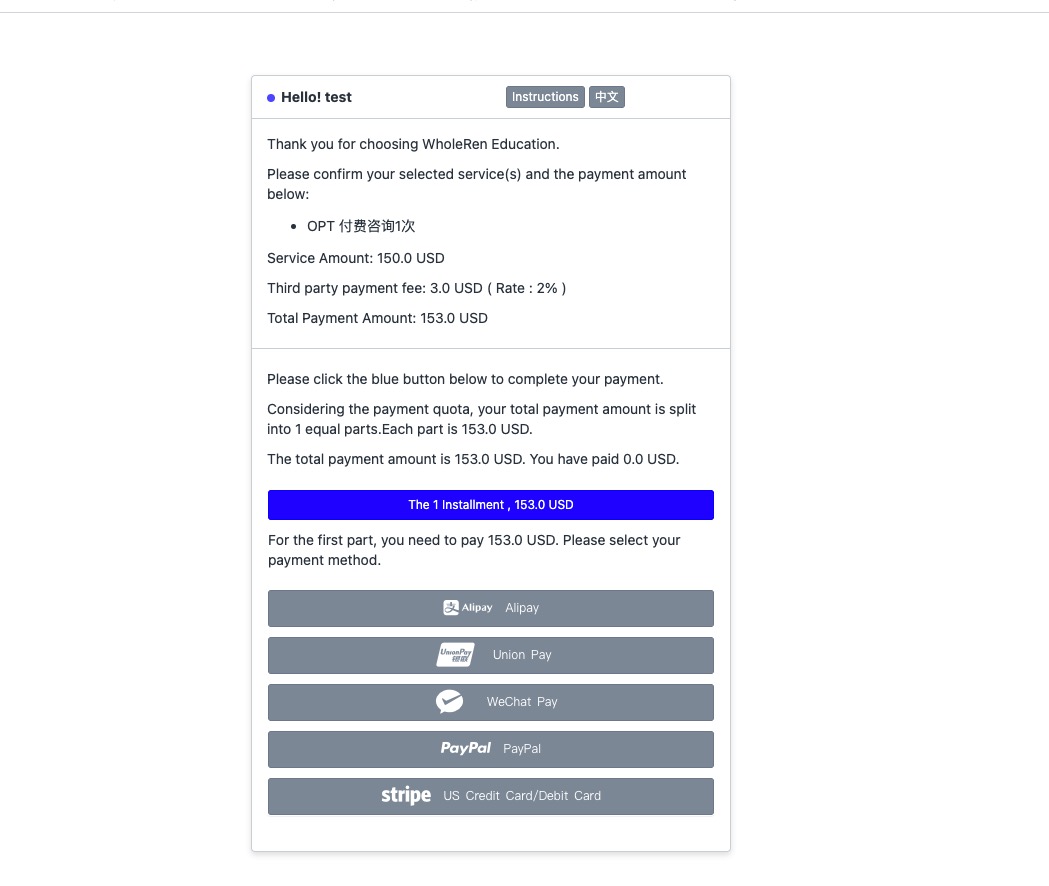 Hello! test
Instructions
中文
Thank you for choosing WholeRen Education.
Please confirm your selected service(s) and the payment amount
below:
OPT 付费咨询1次
Service Amount: 150.0 USD
Third party payment fee: 3.0 USD ( Rate : 2% )
Total Payment Amount: 153.0 USD
Please click the blue button below to complete your payment.
Considering the payment quota, your total payment amount is split
into 1 equal parts.Each part is 153.0 USD.
The total payment amount is 153.0 USD. You have paid 0.0 USD.
The 1 Installment , 153.0 USD
For the first part, you need to pay 153.0 USD. Please select your
payment method.
支 Alipay Alipay
UnionPay 银联 Union Pay
WeChat Pay
PayPal PayPal
stripe US Credit Card/Debit Card